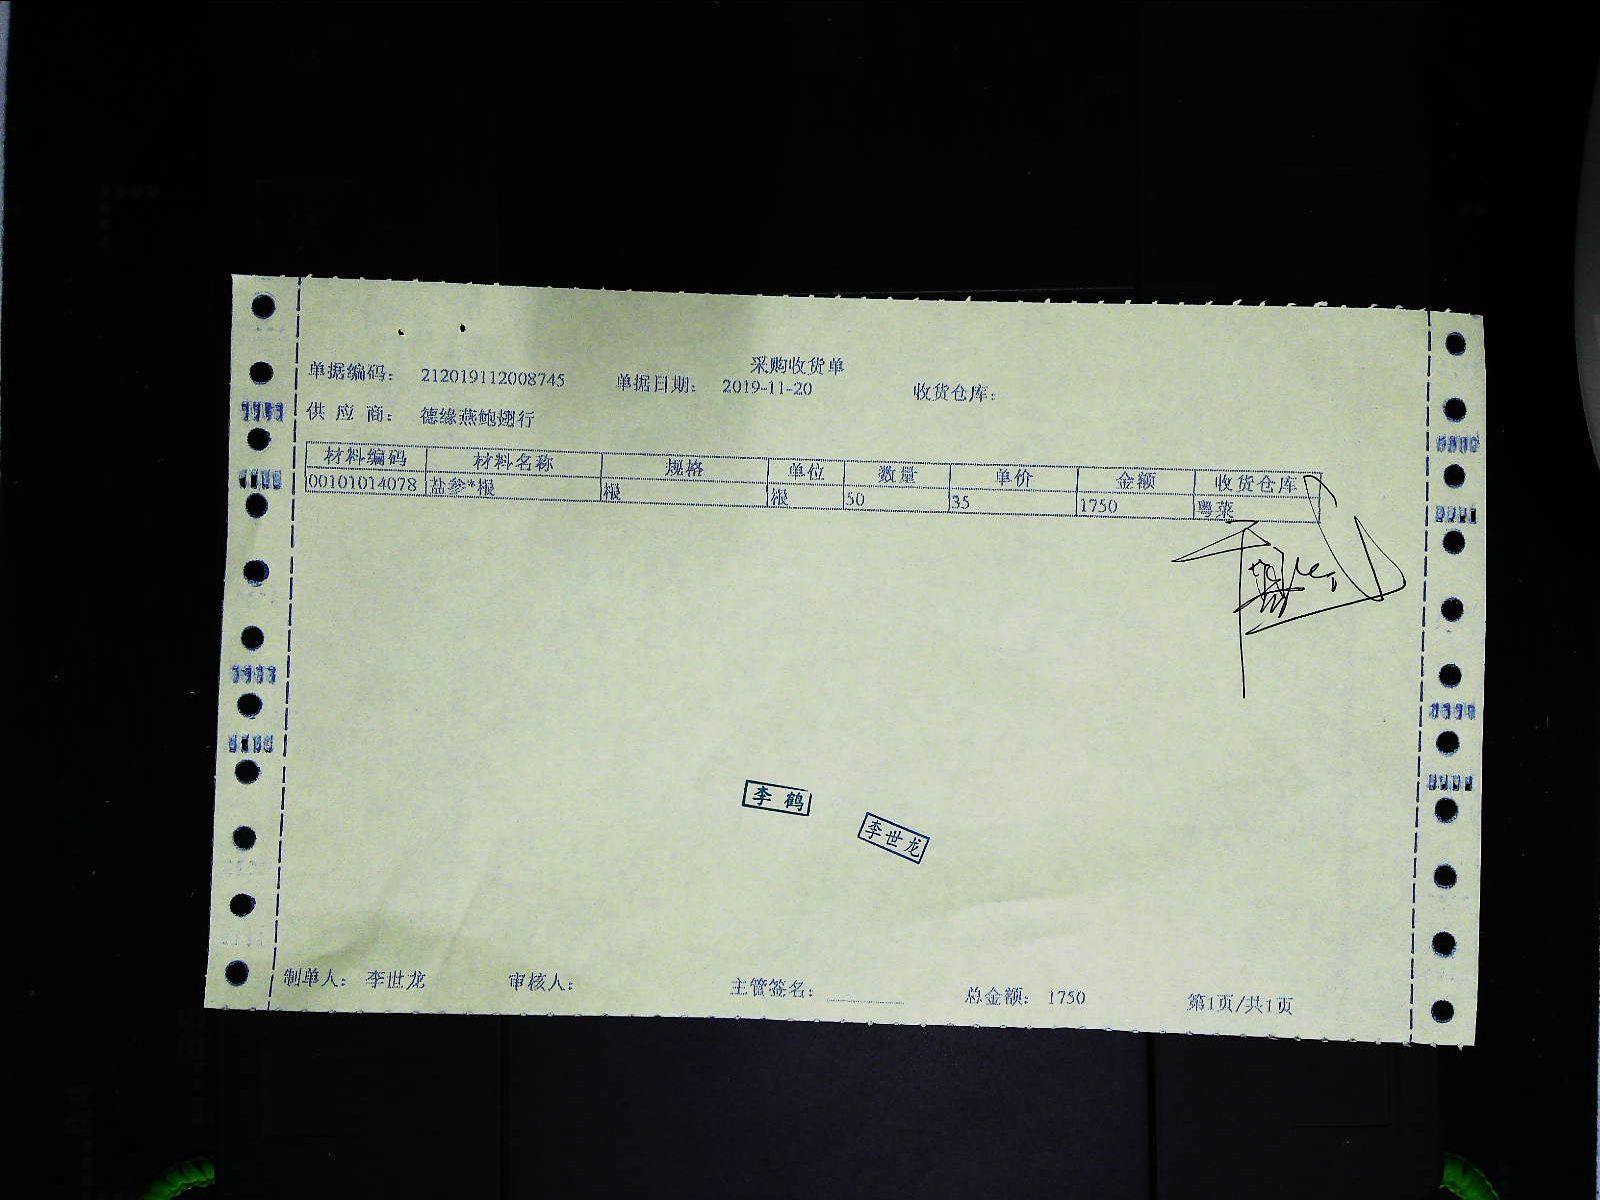 采购收货单
单据编码： 212019112008745 单据日期： 2019-11-20 收货仓库：
供 应 商： 德缘燕鲍翅行
材料编码 材料名称 规格 单位 数量 单价 金额 收货仓库
00101014078 盐参*根 根 根 50 35 1750 粤菜
李鹤
李世龙
制单人： 李世龙 审核人： 主管签名： 总金额： 1750 第1页/共1页